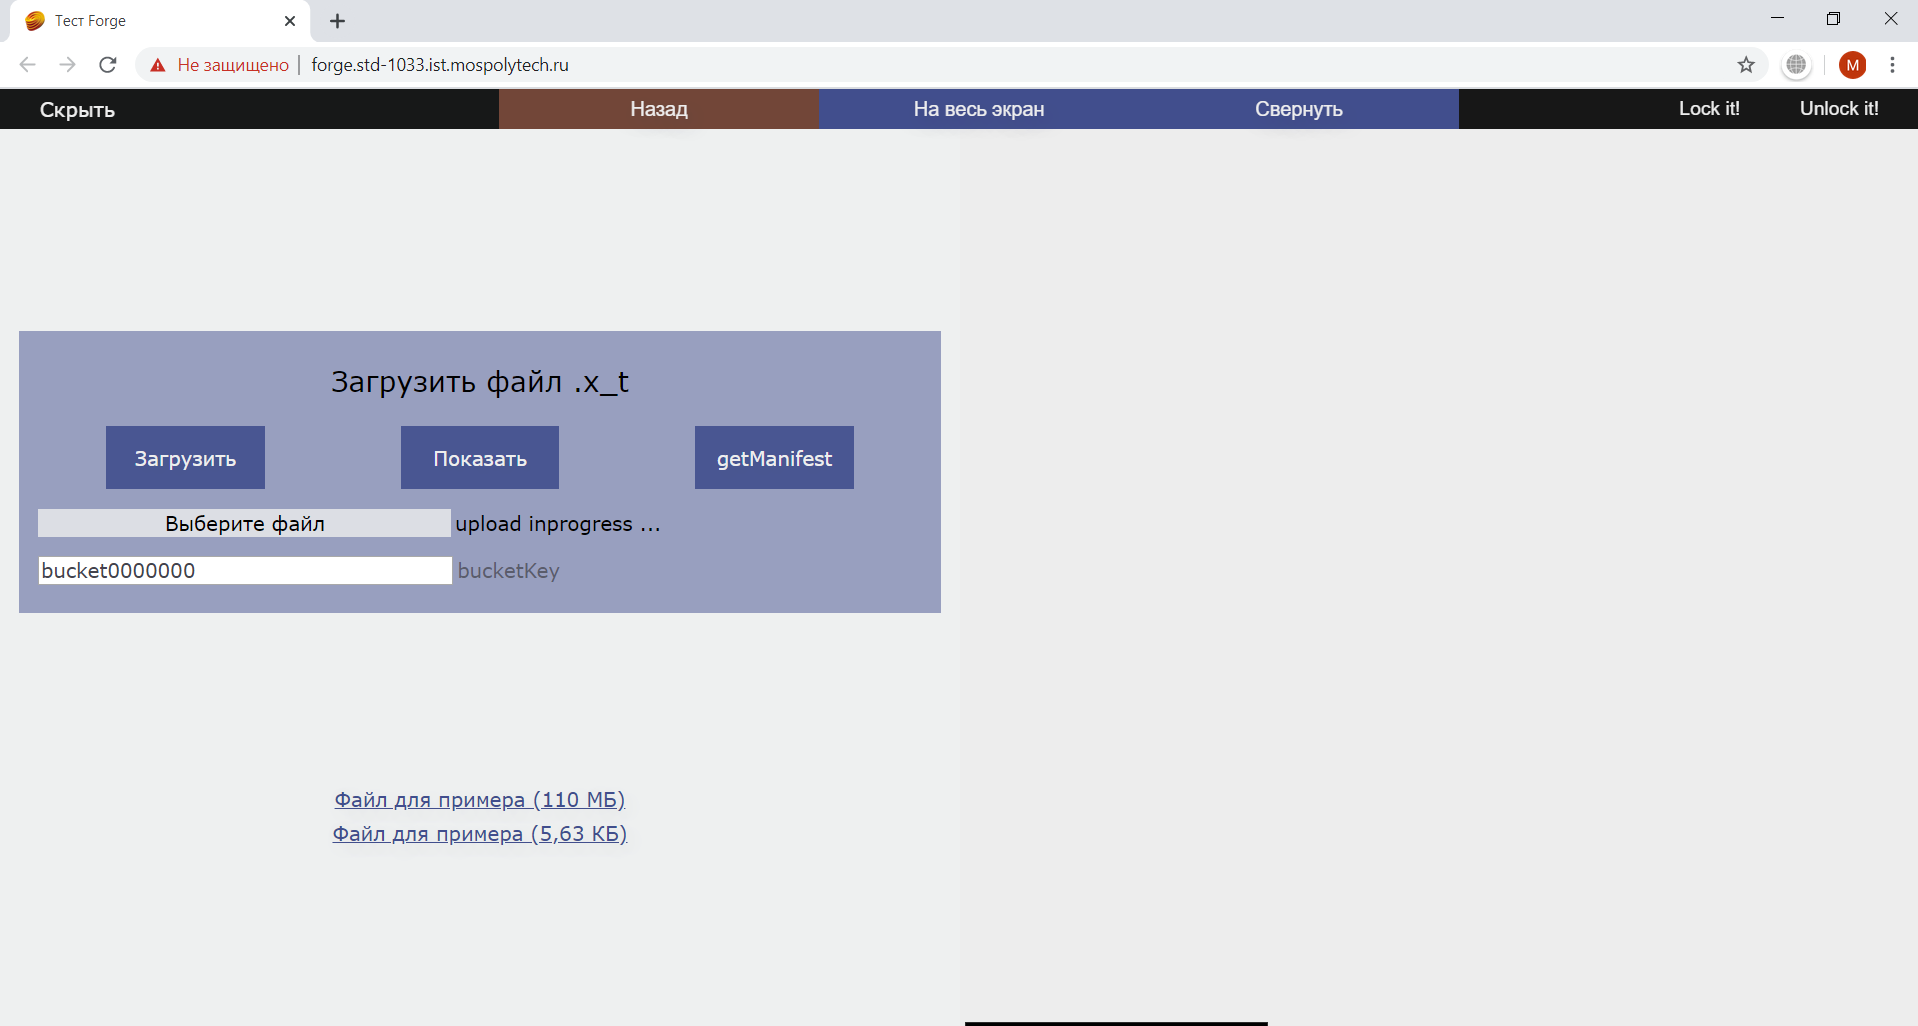 Тест Forge
Не защищено forge.std-1033.ist.mospolytech.ru
M
Скрыть Назад На весь экран Свернуть Lock it! Unlock it!
Загрузить файл .x_t
Загрузить Показать getManifest
Выберите файл upload inprogress ...
bucket0000000 bucketKey
Файл для примера (110 МБ)
Файл для примера (5,63 КБ)